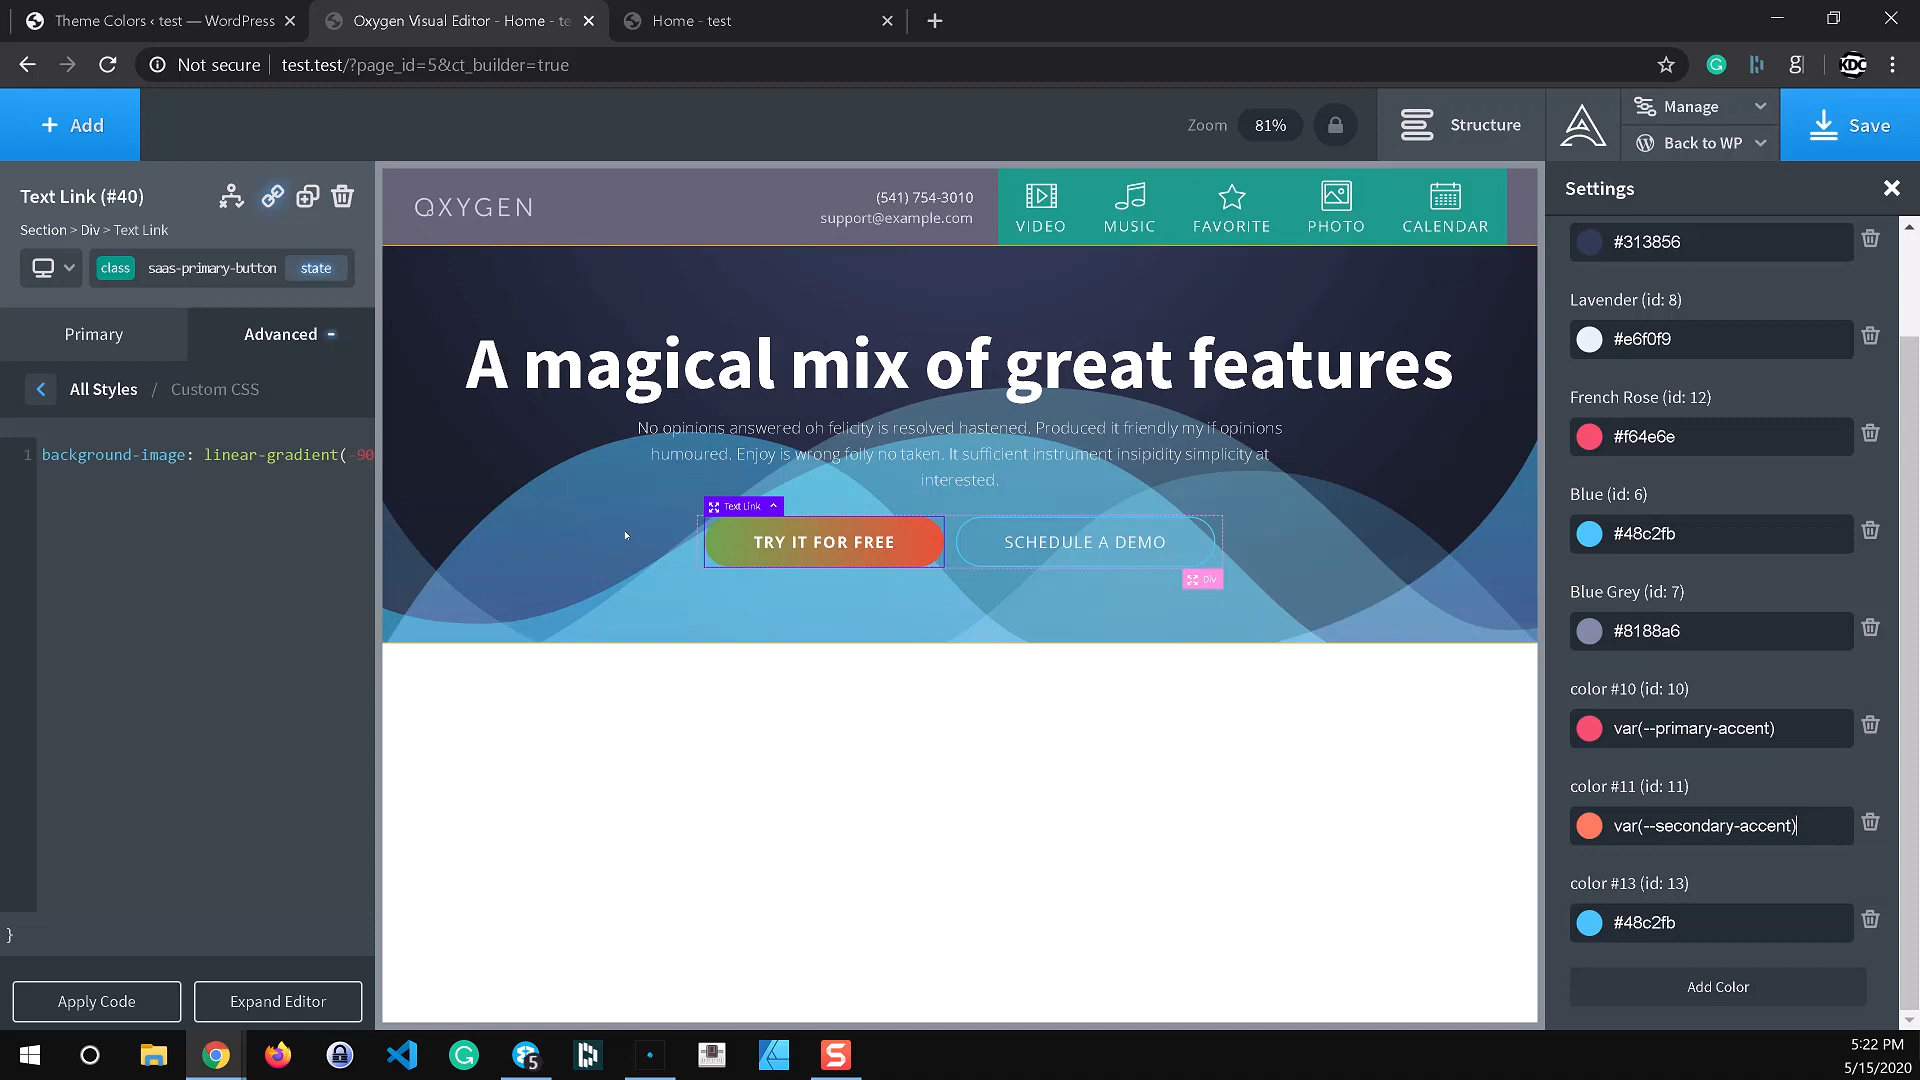 Theme Colors ‹ test — WordPress
Oxygen Visual Editor - Home - te
Home - test
Not secure
test.test/?page_id=5&ct_builder=true
+ Add
Zoom
81%
Structure
Manage
Back to WP
Save
Text Link (#40)
Section > Div > Text Link
class saas-primary-button state
Primary
Advanced
All Styles / Custom CSS
1 background-image: linear-gradient(-90
}
Apply Code
Expand Editor
OXYGEN
(541) 754-3010
support@example.com
VIDEO
MUSIC
FAVORITE
PHOTO
CALENDAR
A magical mix of great features
No opinions answered oh felicity is resolved hastened. Produced it friendly my if opinions
humoured. Enjoy is wrong folly no taken. It sufficient instrument insipidity simplicity at
interested.
Text Link
TRY IT FOR FREE
SCHEDULE A DEMO
Div
Settings
#313856
Lavender (id: 8)
#e6f0f9
French Rose (id: 12)
#f64e6e
Blue (id: 6)
#48c2fb
Blue Grey (id: 7)
#8188a6
color #10 (id: 10)
var(--primary-accent)
color #11 (id: 11)
var(--secondary-accent)
color #13 (id: 13)
#48c2fb
Add Color
5:22 PM
5/15/2020